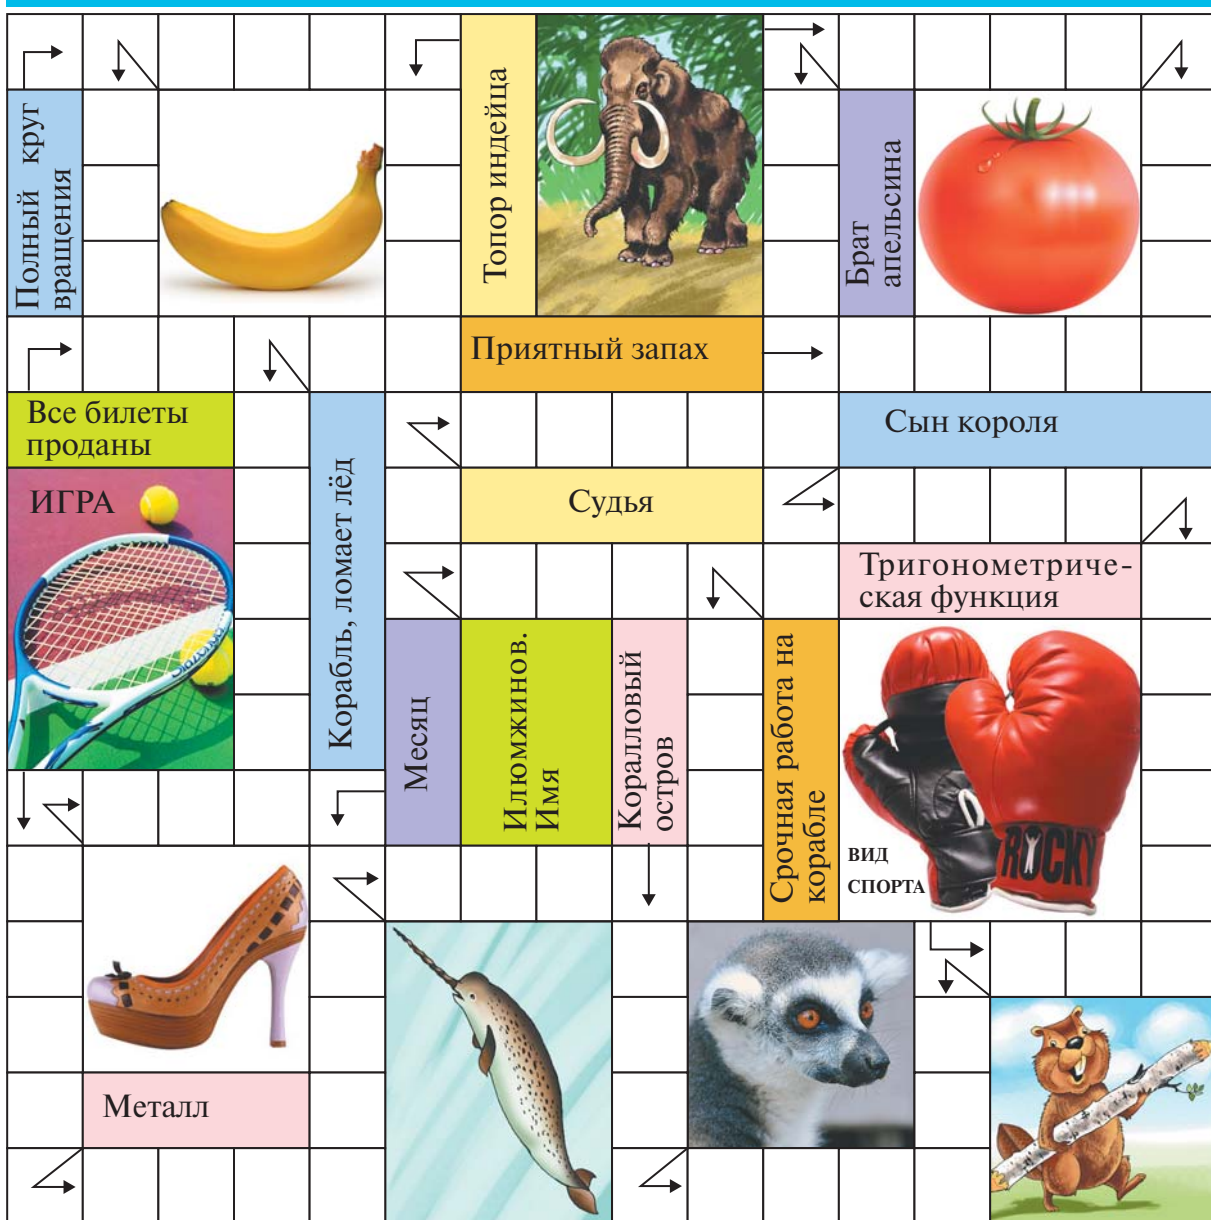 Полный круг
вращения
Топор индейца
Брат
апельсина
Приятный запах
Все билеты
проданы
Сын короля
ИГРА
Корабль, ломает лёд
Судья
Тригонометриче-
ская функция
Месяц
Илюмжинов.
Имя
Коралловый
остров
Срочная работа на
корабле
ROCKY
ВИД
СПОРТА
Металл